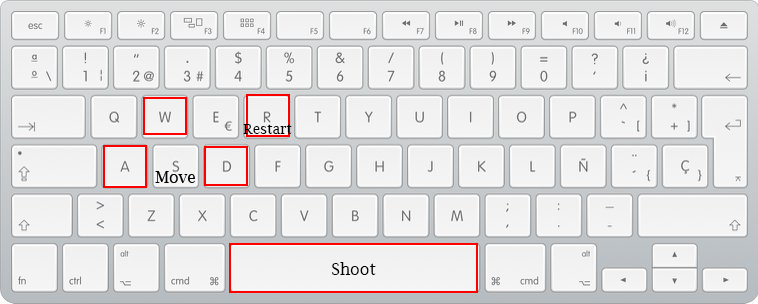 esc F1 F2 F3 F4 F5 F6 F7 F8 F9 F10 F11 F12
ª º \ ! 1 ¦ " 2 @ · 3 # $ 4 % 5 & 6 / 7 ( 8 ) 9 = 0 ? ' ¿ ¡
Q W E € R T Y U I O P ^ ` [ * + ]
Restart
A S D F G H J K L Ñ ¨ ´ { Ç }
Move
> < Z X C V B N M ; , : . _ -
fn ctrl alt cmd ⌘ Shoot ⌘ cmd alt